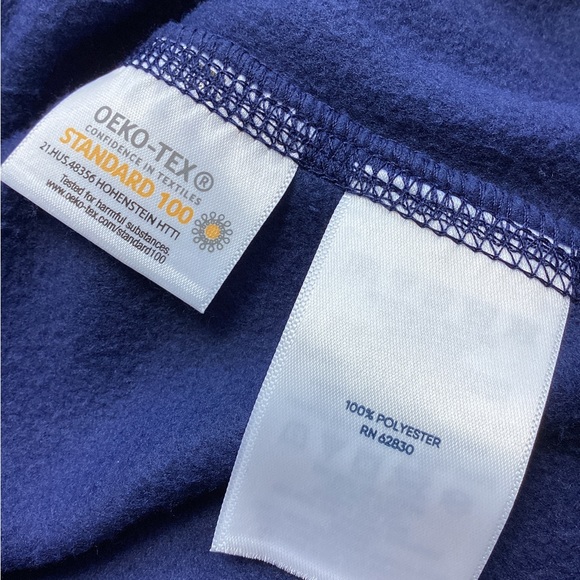 OEKO-TEX®
CONFIDENCE IN TEXTILES
STANDARD 100
21.HUS.48356 HOHENSTEIN HTTI
Tested for harmful substances.
www.oeko-tex.com/standard100
100% POLYESTER
RN 62830